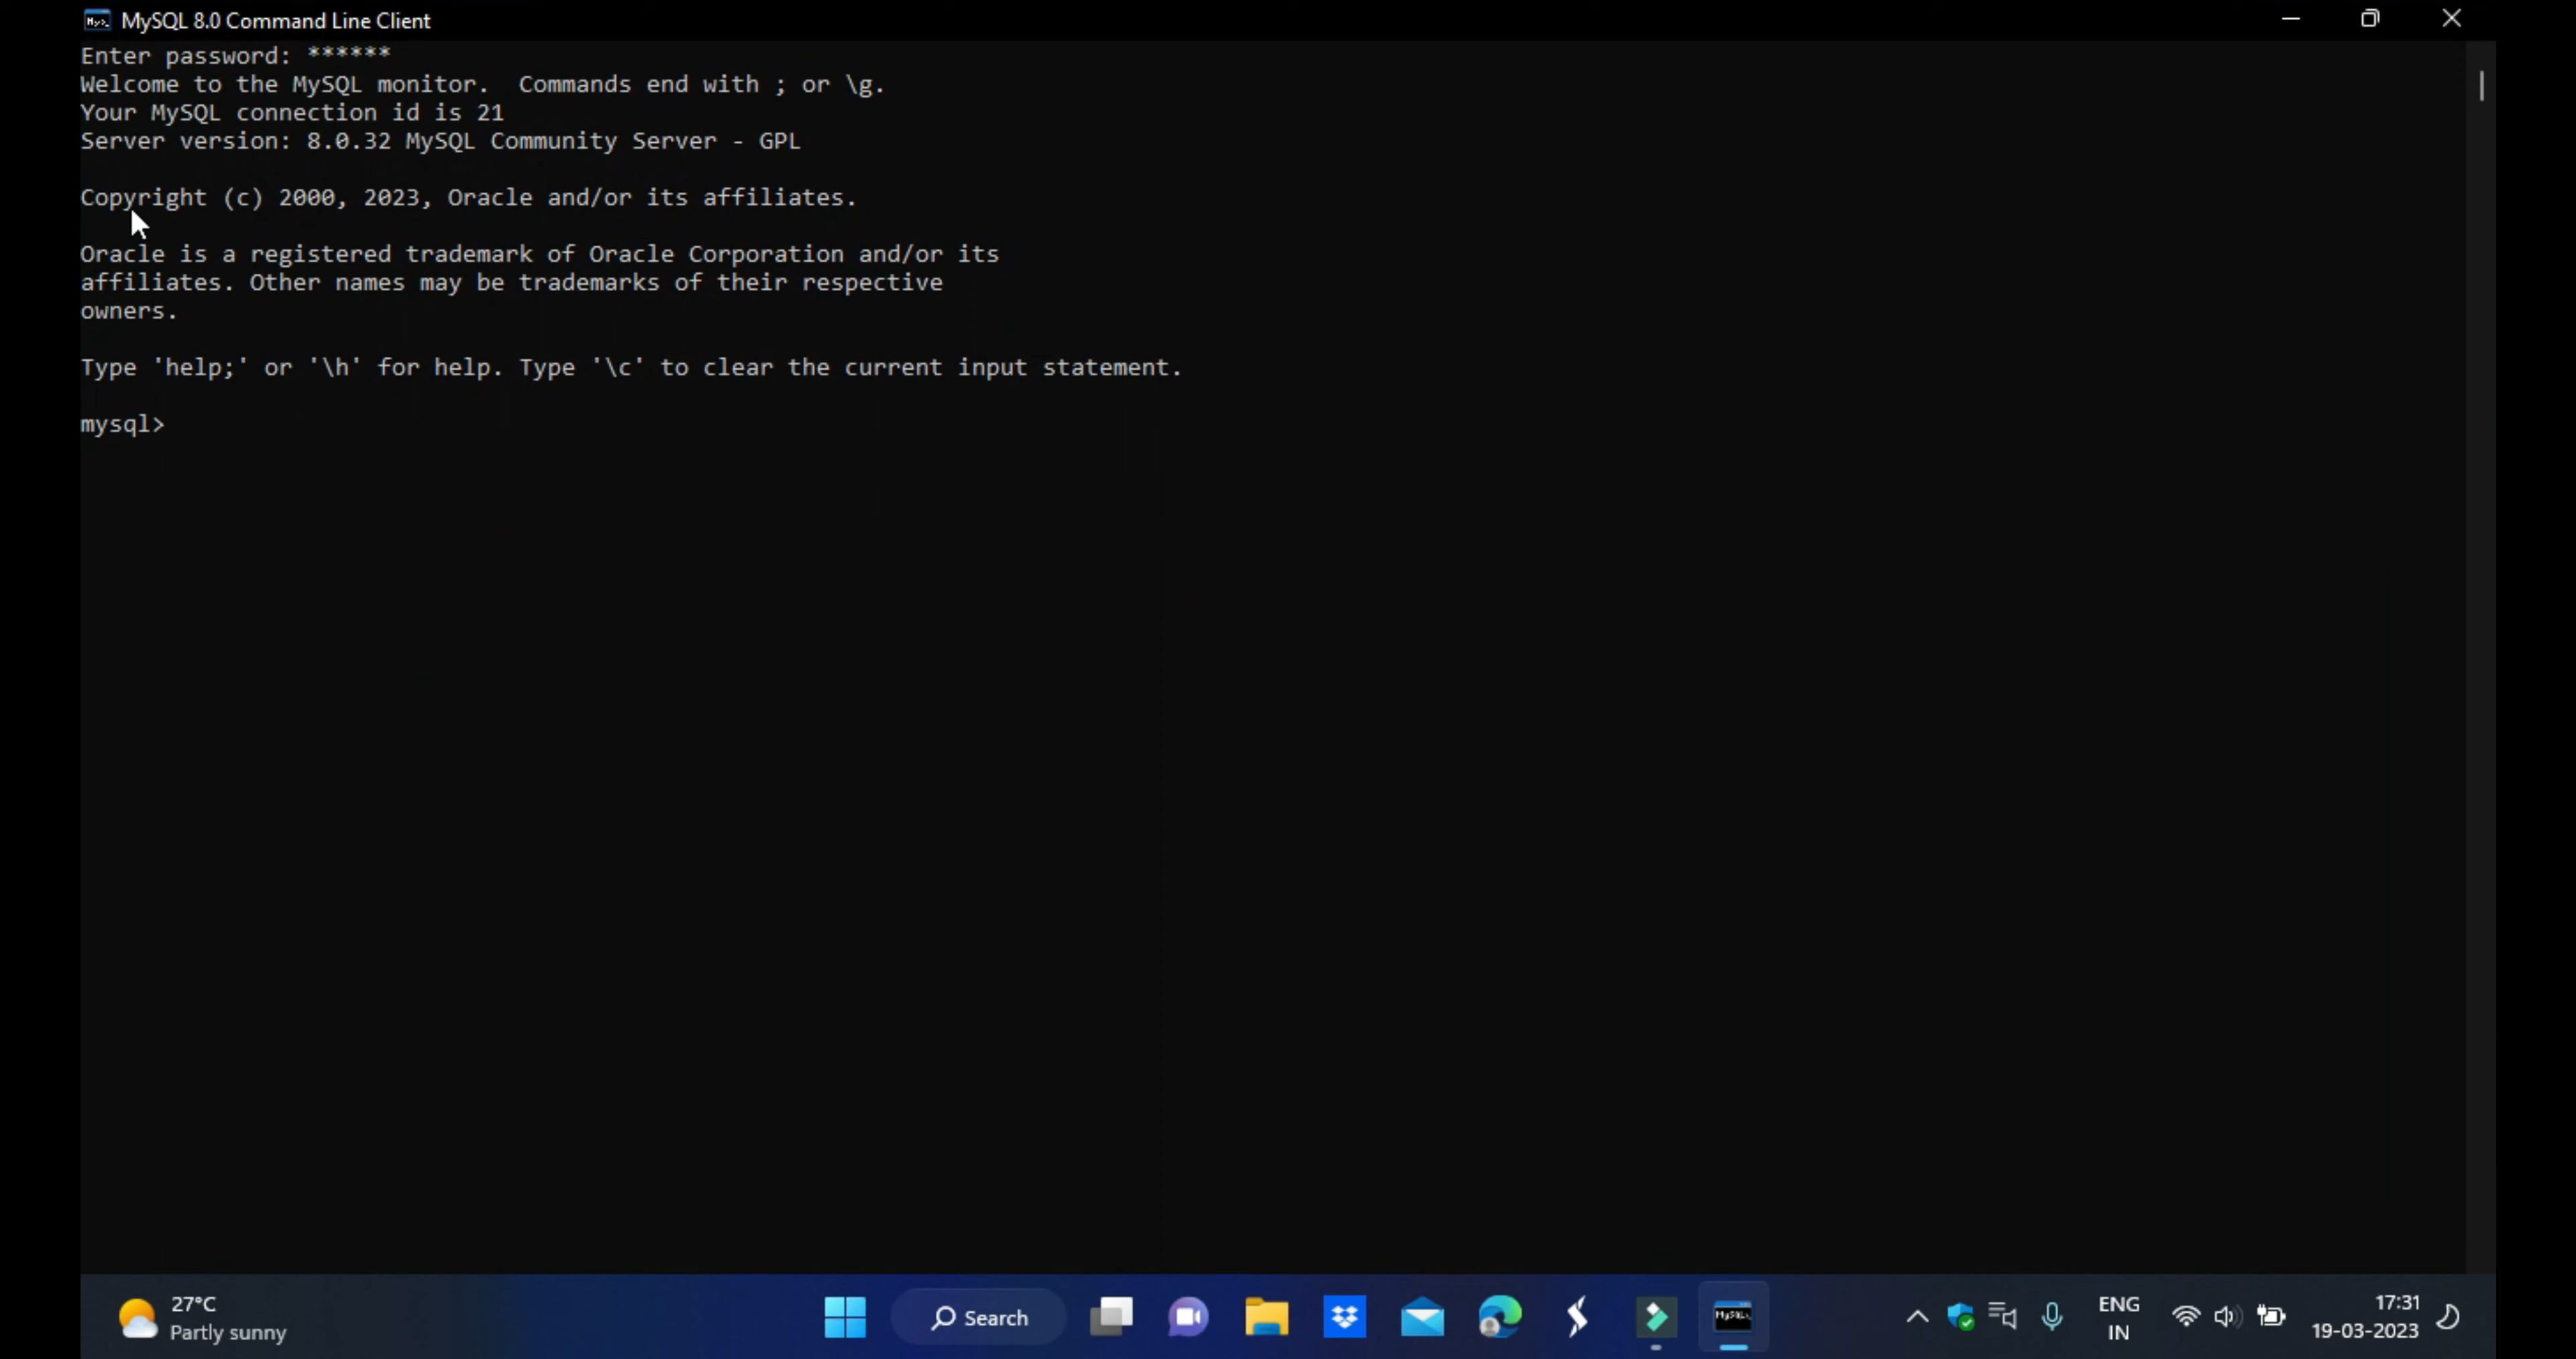 MySQL 8.0 Command Line Client
Enter password: ******
Welcome to the MySQL monitor.  Commands end with ; or \g.
Your MySQL connection id is 21
Server version: 8.0.32 MySQL Community Server - GPL
Copyright (c) 2000, 2023, Oracle and/or its affiliates.
Oracle is a registered trademark of Oracle Corporation and/or its
affiliates. Other names may be trademarks of their respective
owners.
Type 'help;' or '\h' for help. Type '\c' to clear the current input statement.
mysql>
27°C
Partly sunny
Search
ENG
IN
17:31
19-03-2023